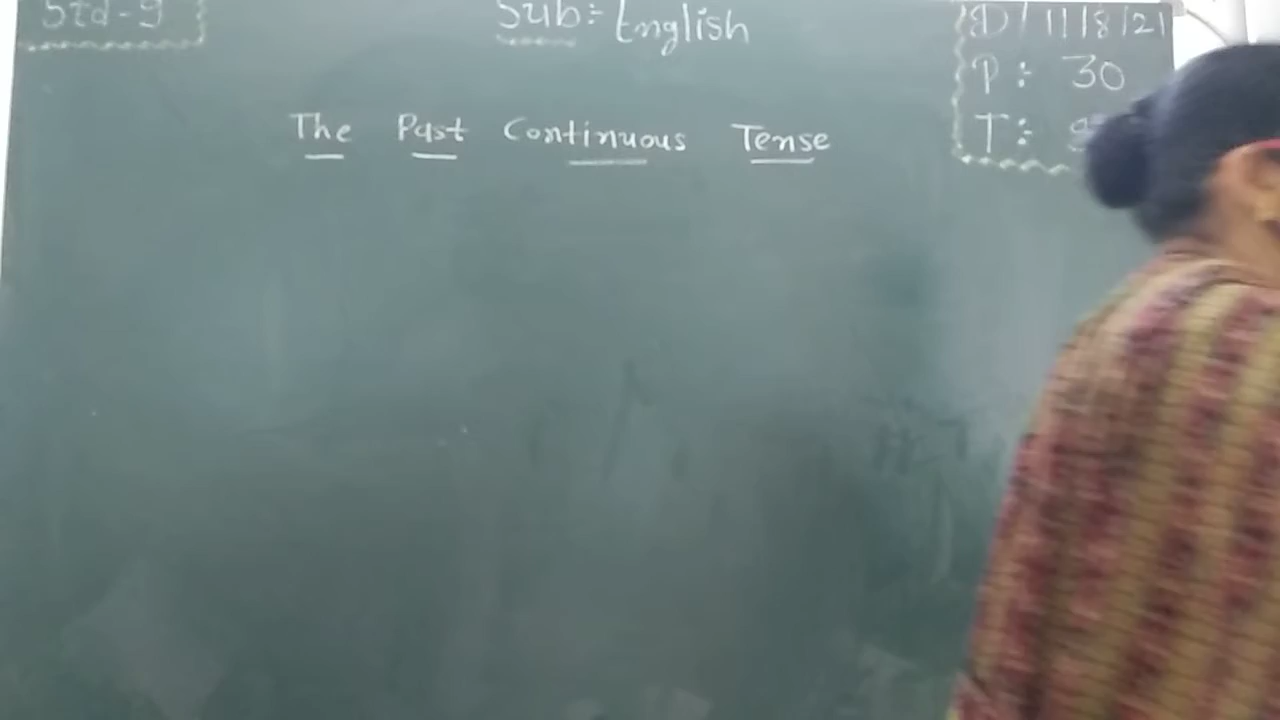 Std-9
Sub:- English
D / 11/8/21
P : 30
T :
The Past Continuous Tense